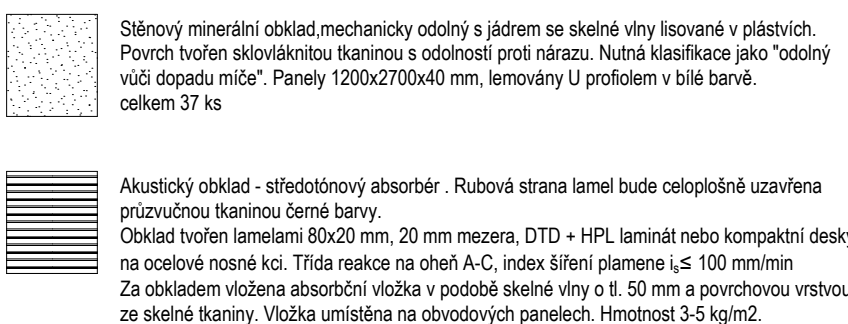 Stěnový minerální obklad,mechanicky odolný s jádrem se skelné vlny lisované v plástvích.
Povrch tvořen sklovláknitou tkaninou s odolností proti nárazu. Nutná klasifikace jako "odolný
vůči dopadu míče". Panely 1200x2700x40 mm, lemovány U profiolem v bílé barvě.
celkem 37 ks
Akustický obklad - středotónový absorbér . Rubová strana lamel bude celoplošně uzavřena
průzvučnou tkaninou černé barvy.
Obklad tvořen lamelami 80x20 mm, 20 mm mezera, DTD + HPL laminát nebo kompaktní desky
na ocelové nosné kci. Třída reakce na oheň A-C, index šíření plamene iₛ≤ 100 mm/min
Za obkladem vložena absorbční vložka v podobě skelné vlny o tl. 50 mm a povrchovou vrstvou
ze skelné tkaniny. Vložka umístěna na obvodových panelech. Hmotnost 3-5 kg/m2.